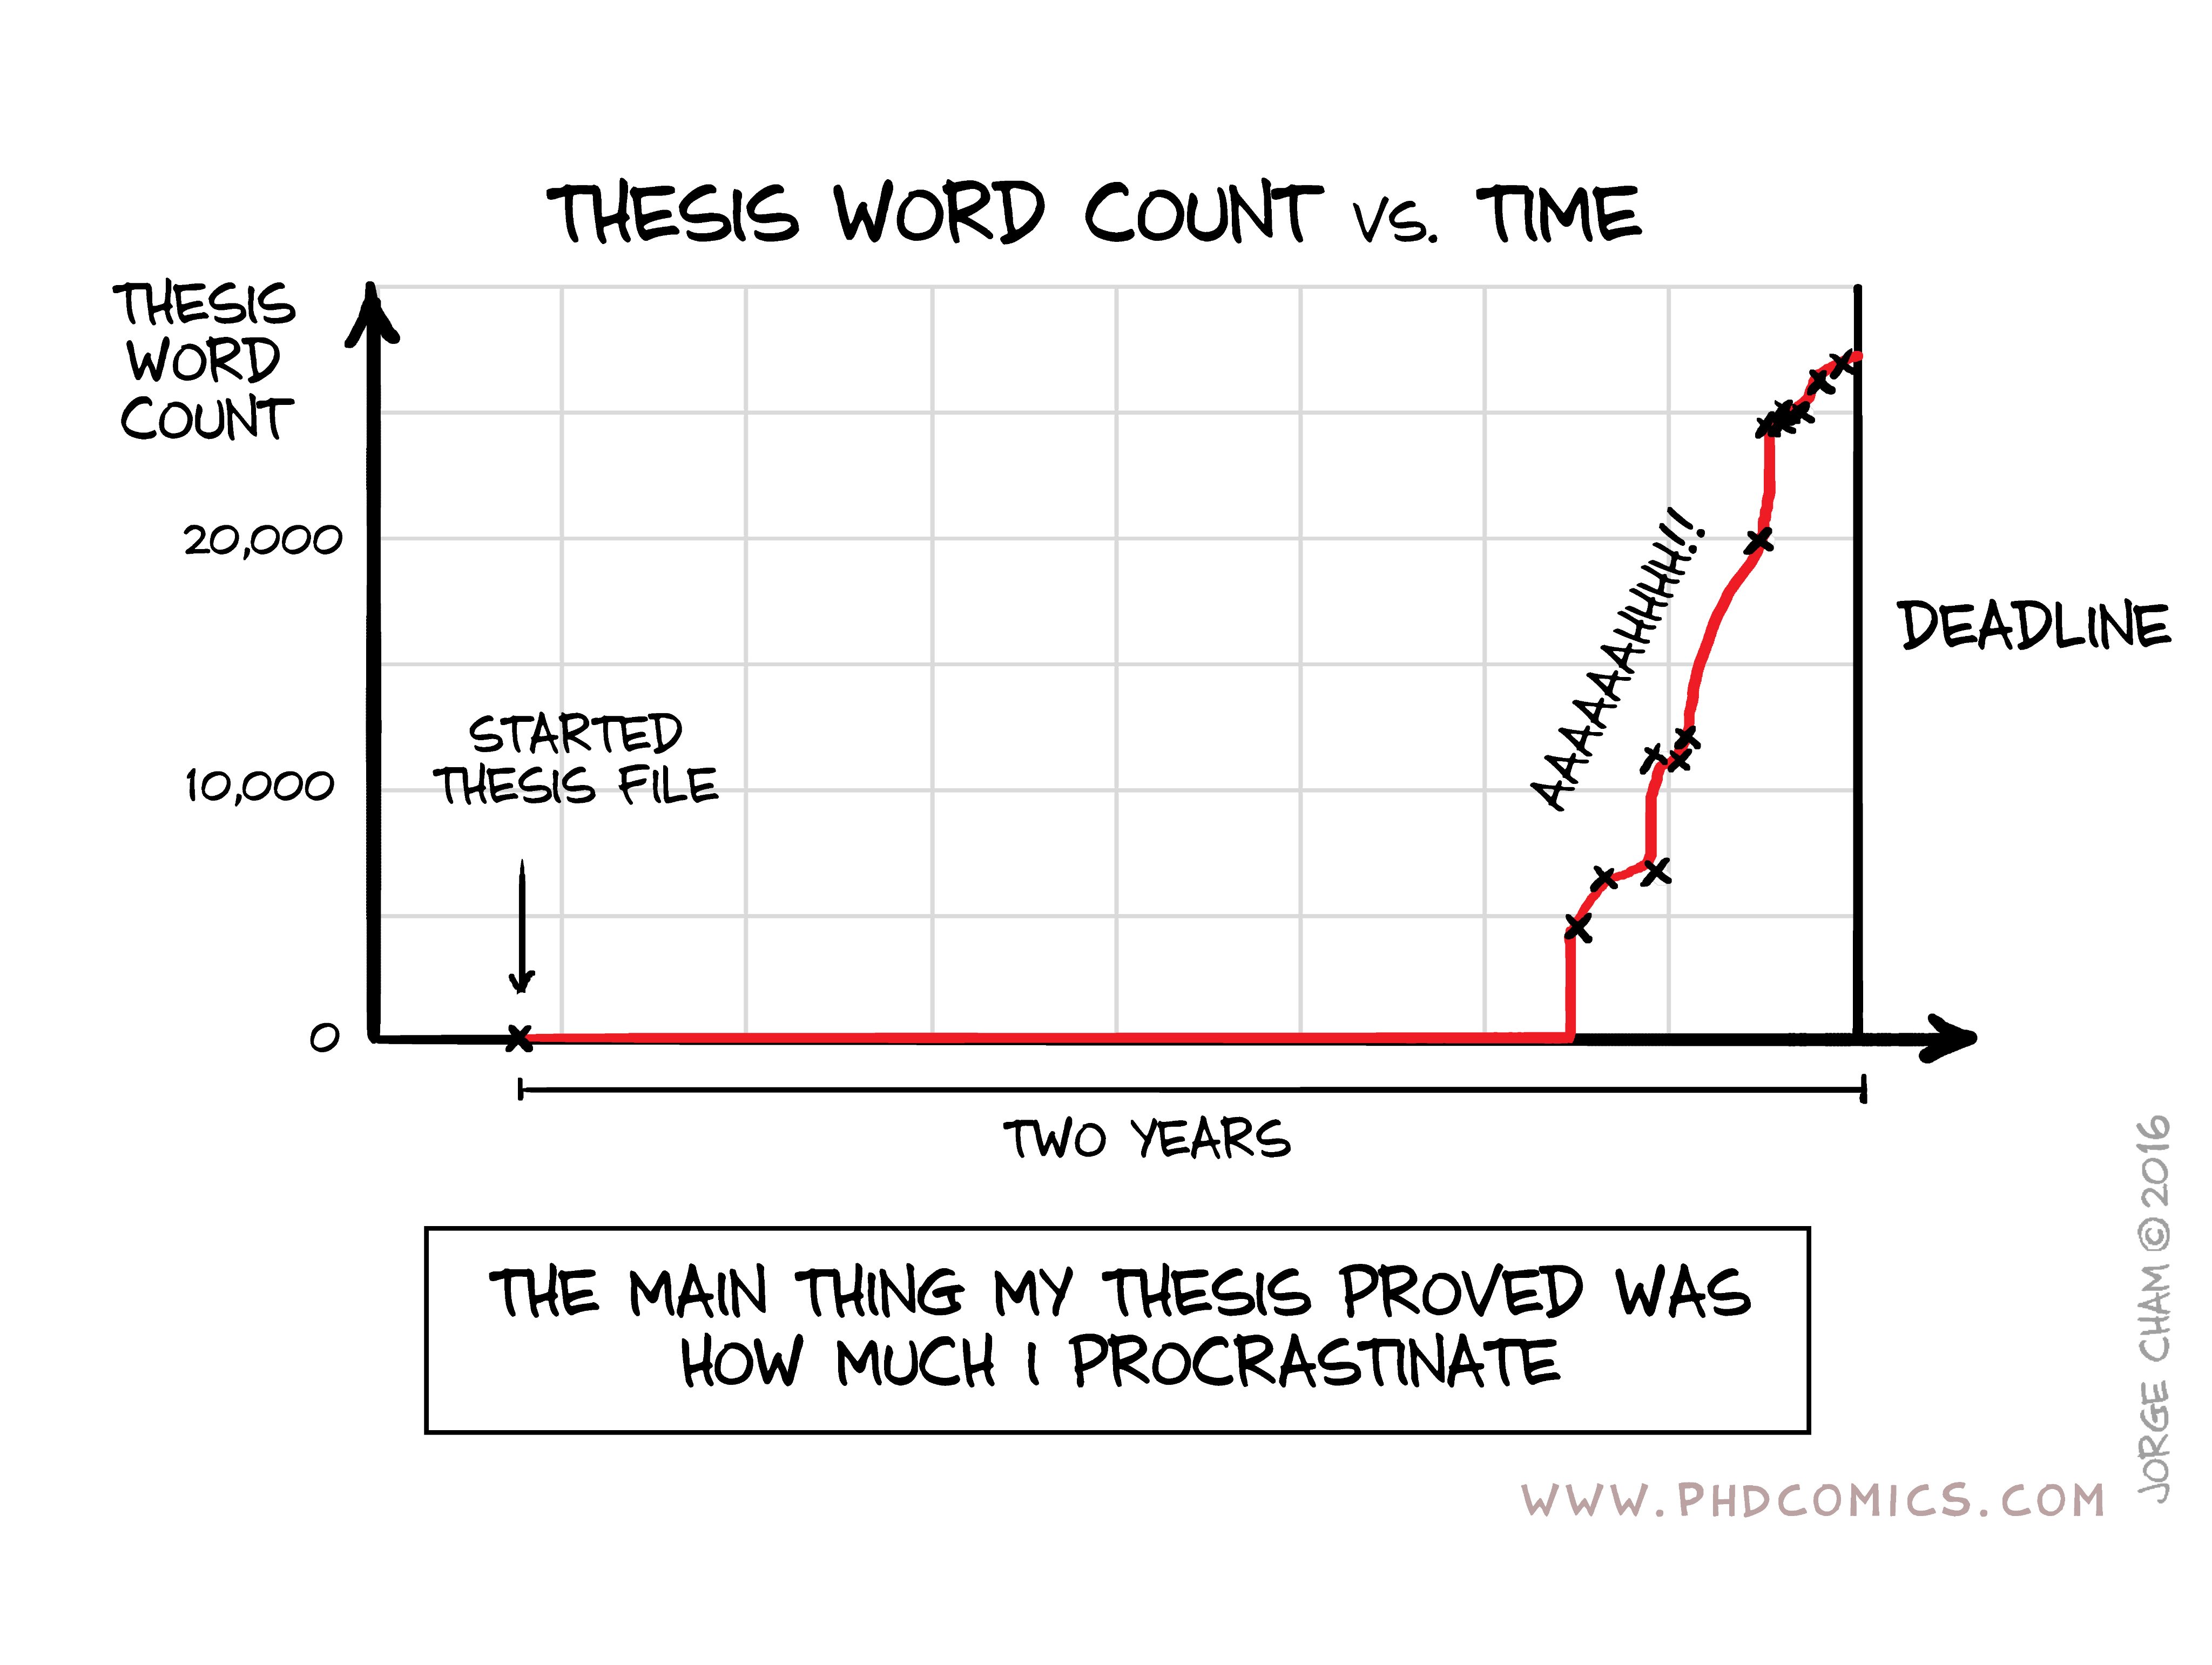 THESIS WORD COUNT VS. TIME
THESIS
WORD
COUNT
20,000
10,000
0
STARTED
THESIS FILE
AAAAAAAHHHH!!
DEADLINE
TWO YEARS
THE MAIN THING MY THESIS PROVED WAS
HOW MUCH I PROCRASTINATE
WWW.PHDCOMICS.COM
JORGE CHAM © 2016